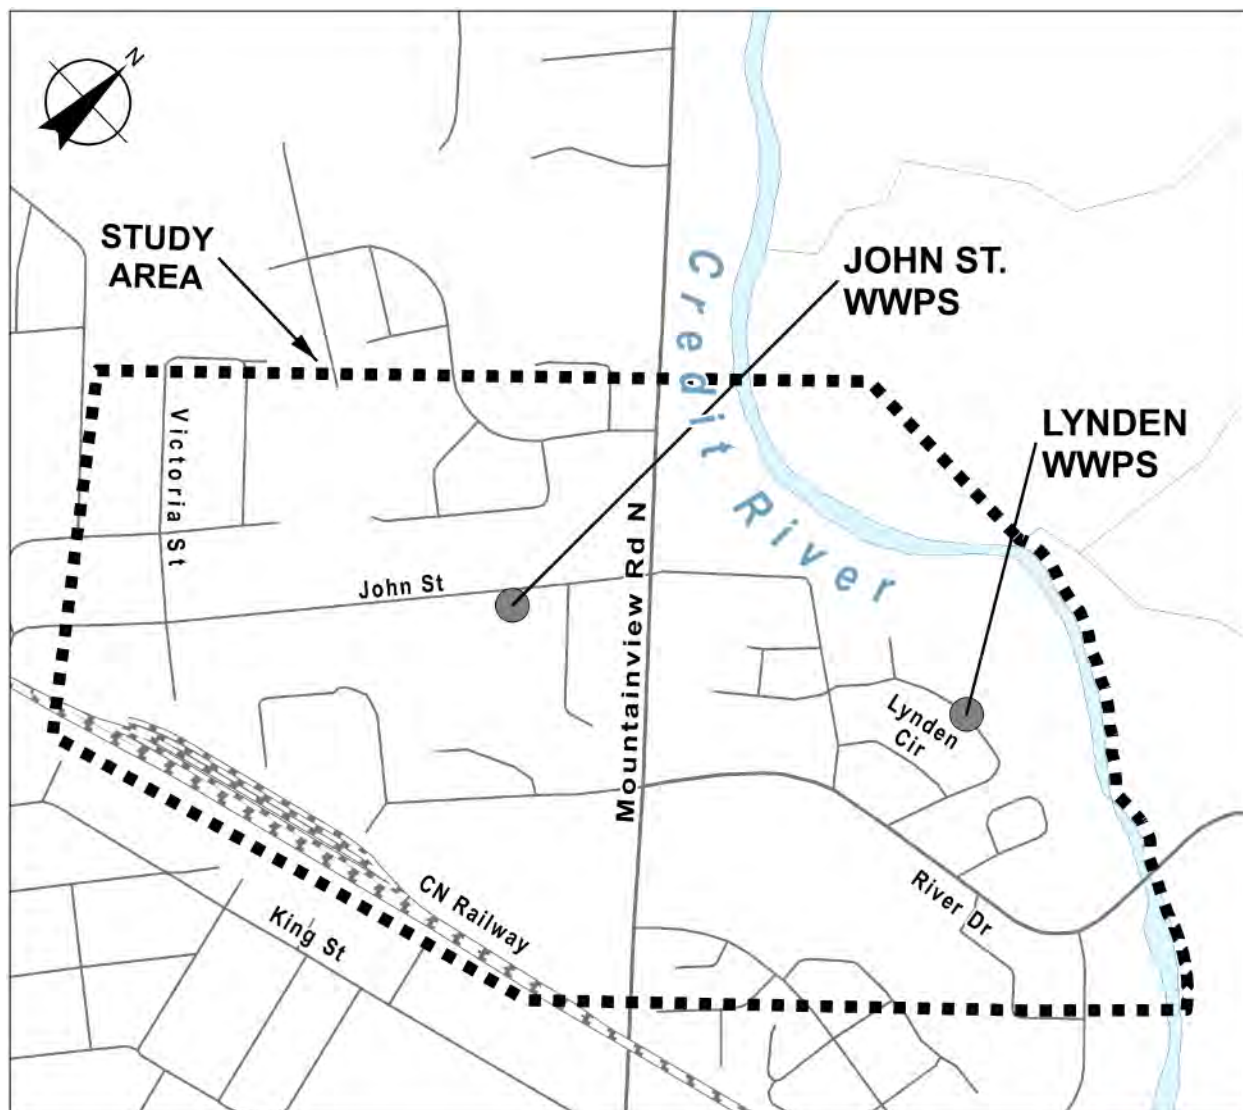 N
STUDY
AREA
JOHN ST.
WWPS
Credit River
LYNDEN
WWPS
Victoria St
Mountainview Rd N
John St
Lynden
Cir
River Dr
CN Railway
King St